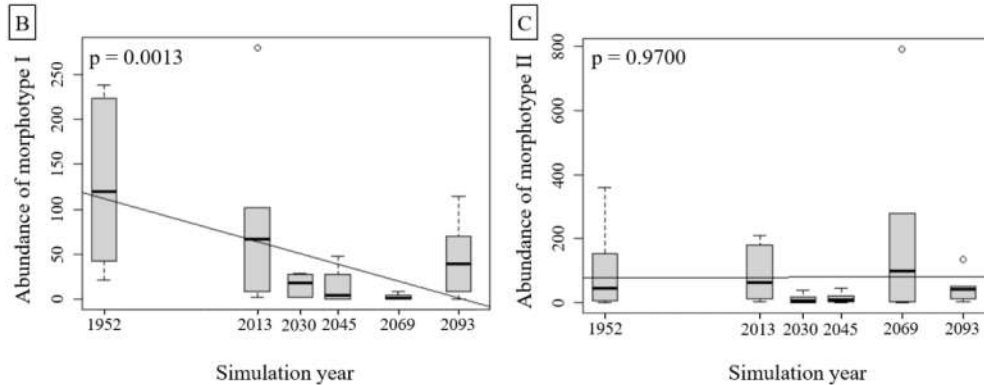 B
p = 0.0013
Abundance of morphotype I
250
200
150
100
50
0
1952
2013
2030
2045
2069
2093
Simulation year
C
p = 0.9700
Abundance of morphotype II
800
600
400
200
0
1952
2013
2030
2045
2069
2093
Simulation year